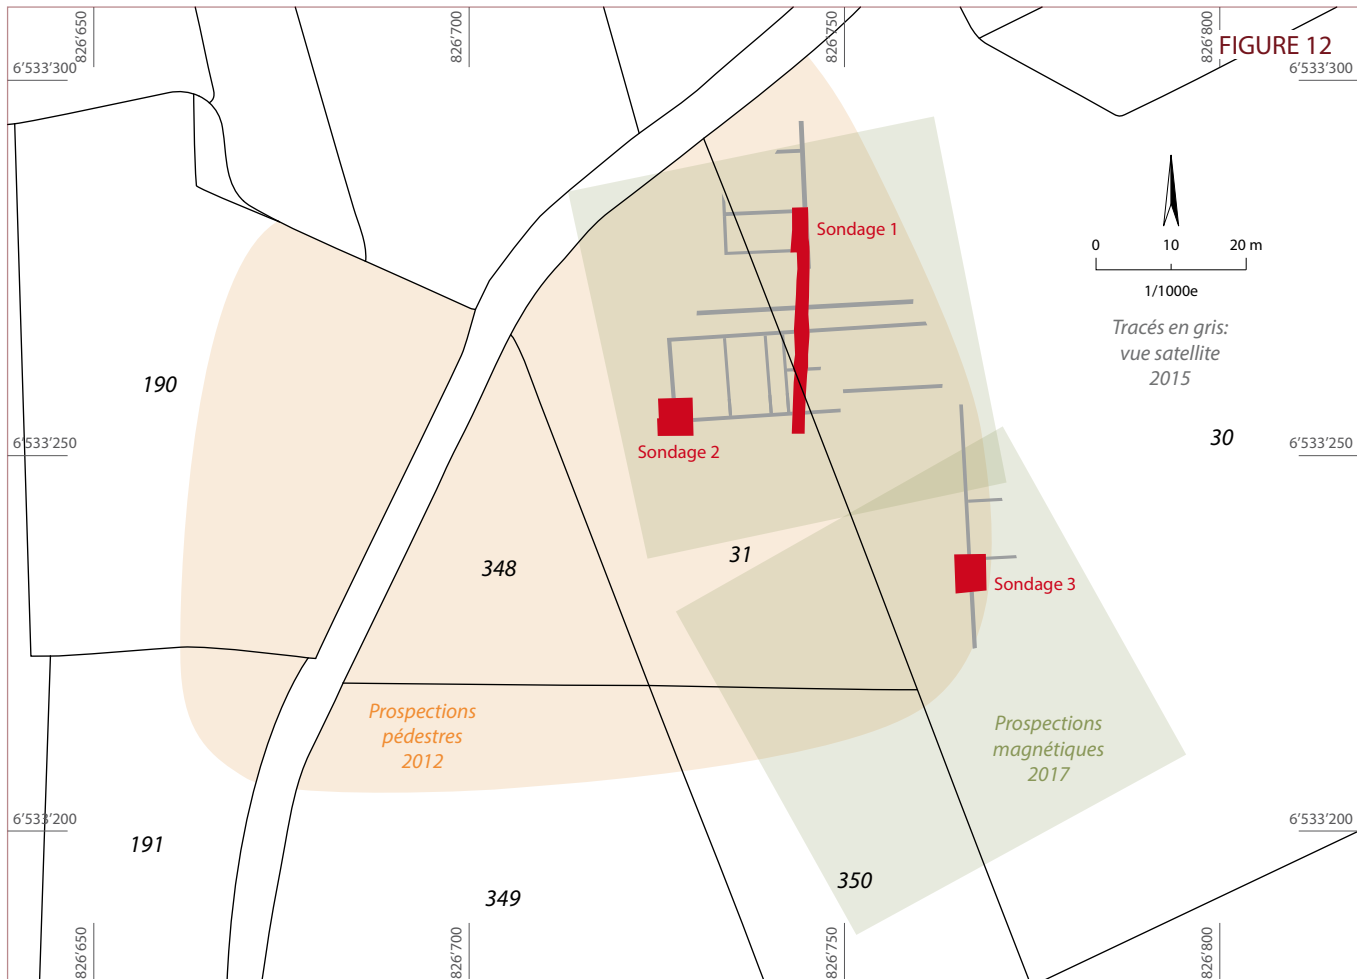 826’650
826’700
826’750
826’800
FIGURE 12
6’533’300
6’533’300
Sondage 1
0 10 20 m
1/1000e
Tracés en gris:
vue satellite
2015
190
30
6’533’250
6’533’250
Sondage 2
31
348
Sondage 3
Prospections
pédestres
2012
Prospections
magnétiques
2017
6’533’200
6’533’200
191
350
349
826’650
826’700
826’750
826’800